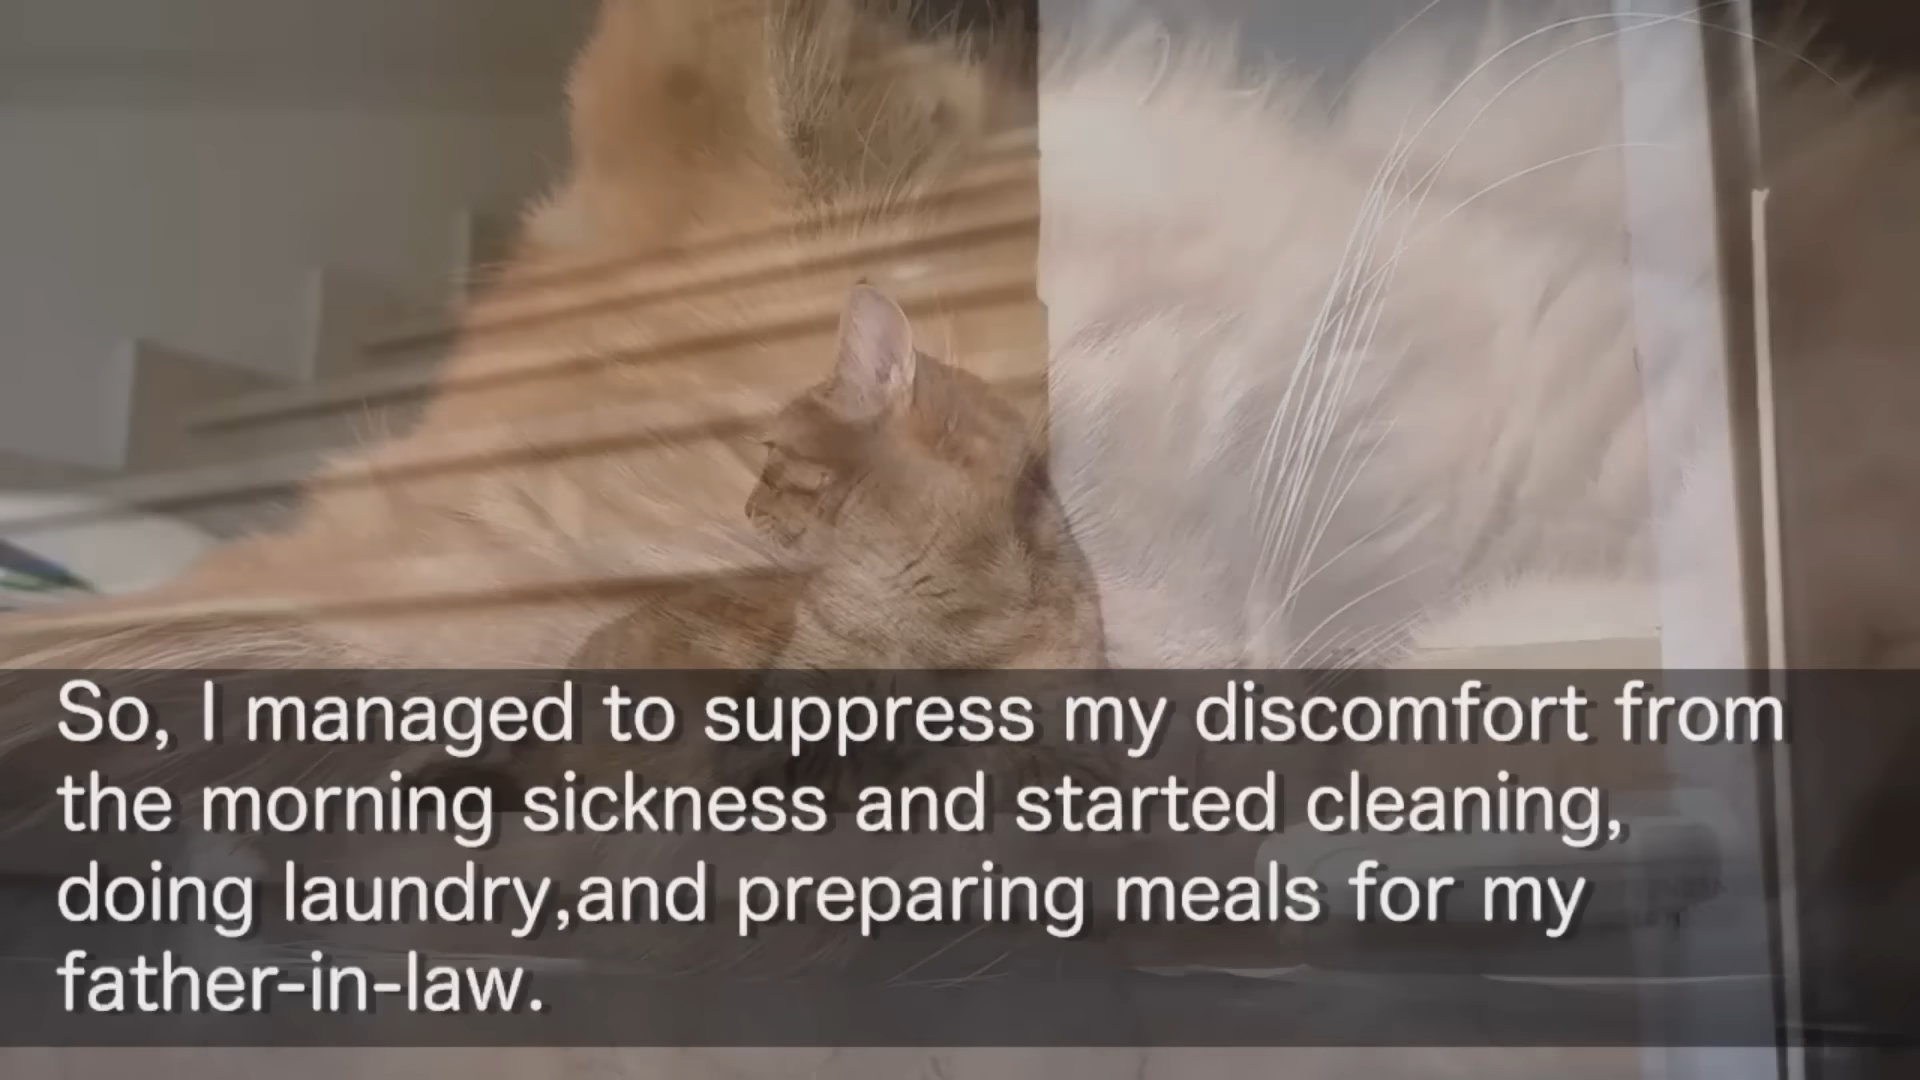 So, I managed to suppress my discomfort from
the morning sickness and started cleaning,
doing laundry,and preparing meals for my
father-in-law.